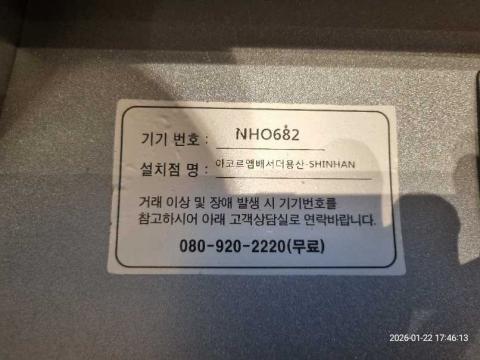 기기 번호 : NHO682
설치점 명 : 아코르앰배서더용산-SHINHAN
거래 이상 및 장애 발생 시 기기번호를
참고하시어 아래 고객상담실로 연락바랍니다.
080-920-2220(무료)
2026-01-22 17:46:13